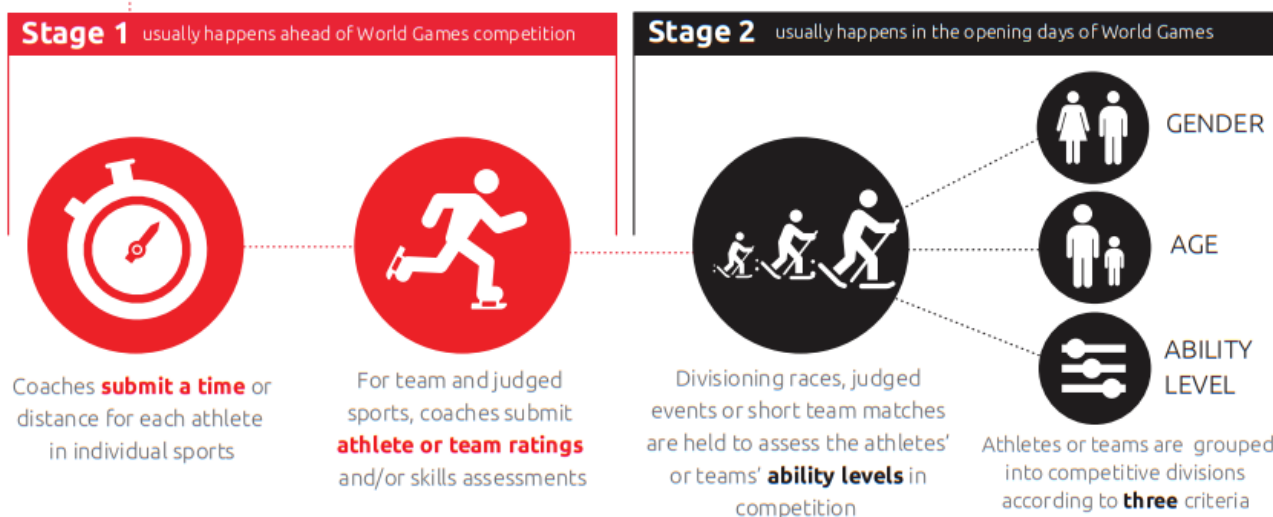 Stage 1 usually happens ahead of World Games competition
Stage 2 usually happens in the opening days of World Games
GENDER
AGE
ABILITY
LEVEL
Coaches submit a time or
distance for each athlete
in individual sports
For team and judged
sports, coaches submit
athlete or team ratings
and/or skills assessments
Divisioning races, judged
events or short team matches
are held to assess the athletes’
or teams’ ability levels in
competition
Athletes or teams are grouped
into competitive divisions
according to three criteria